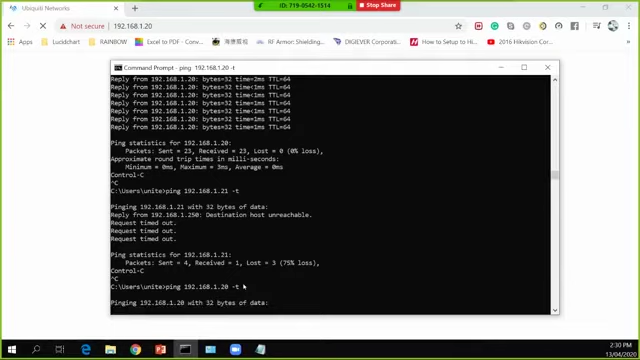 ID: 719-0542-1514
Stop Share
Ubiquiti Networks
Not secure
192.168.1.20
Apps
Lucidchart
RAINBOW
Excel to PDF - Conv...
RF Armor: Shielding...
DIGIEVER Corporati...
How to Setup to Hi...
2016 Hikvision Marc...
Command Prompt - ping 192.168.1.20 -t
Reply from 192.168.1.20: bytes=32 time=2ms TTL=64
Reply from 192.168.1.20: bytes=32 time<1ms TTL=64
Reply from 192.168.1.20: bytes=32 time<1ms TTL=64
Reply from 192.168.1.20: bytes=32 time<1ms TTL=64
Reply from 192.168.1.20: bytes=32 time=1ms TTL=64
Reply from 192.168.1.20: bytes=32 time<1ms TTL=64
Reply from 192.168.1.20: bytes=32 time<1ms TTL=64
Ping statistics for 192.168.1.20:
Packets: Sent = 23, Received = 23, Lost = 0 (0% loss),
Approximate round trip times in milli-seconds:
Minimum = 0ms, Maximum = 3ms, Average = 0ms
Control-C
^C
C:\Users\unite>ping 192.168.1.21 -t
Pinging 192.168.1.21 with 32 bytes of data:
Reply from 192.168.1.250: Destination host unreachable.
Request timed out.
Request timed out.
Request timed out.
Ping statistics for 192.168.1.21:
Packets: Sent = 4, Received = 1, Lost = 3 (75% loss),
Control-C
^C
C:\Users\unite>ping 192.168.1.20 -t
Pinging 192.168.1.20 with 32 bytes of data:
2:30 PM
13/04/2020